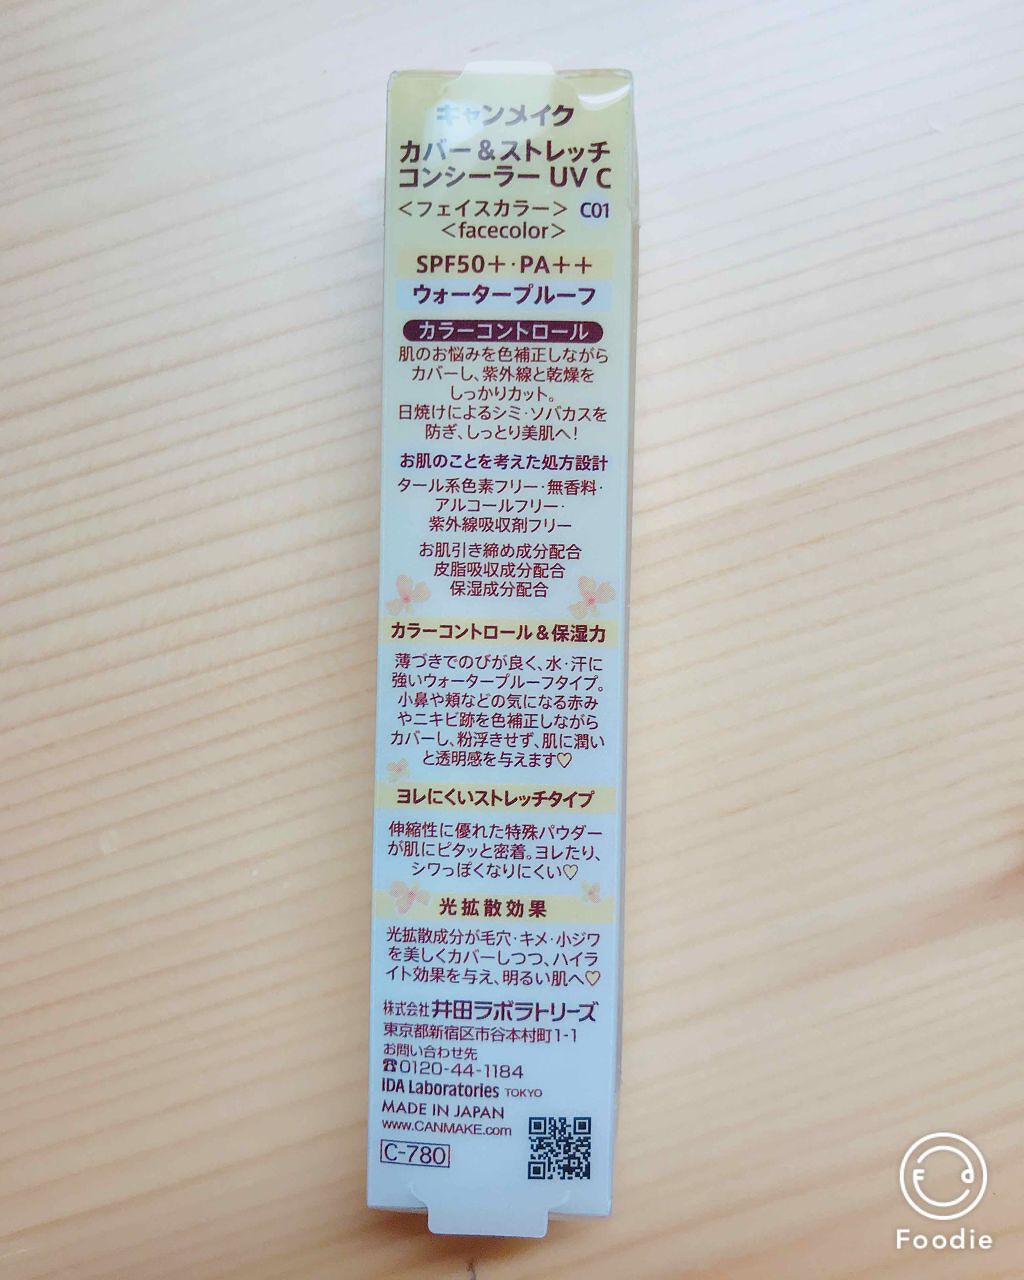 キャンメイク
カバー＆ストレッチ
コンシーラー UV C
＜フェイスカラー＞ C01
＜facecolor＞
SPF50＋・PA＋＋
ウォータープルーフ
カラーコントロール
肌のお悩みを色補正しながら
カバーし、紫外線と乾燥を
しっかりカット。
日焼けによるシミ・ソバカスを
防ぎ、しっとり美肌へ！
お肌のことを考えた処方設計
タール系色素フリー・無香料・
アルコールフリー・
紫外線吸収剤フリー
お肌引き締め成分配合
皮脂吸収成分配合
保湿成分配合
カラーコントロール＆保湿力
薄づきでのびが良く、水・汗に
強いウォータープルーフタイプ。
小鼻や頬などの気になる赤み
やニキビ跡を色補正しながら
カバーし、粉浮きせず、肌に潤い
と透明感を与えます♡
ヨレにくいストレッチタイプ
伸縮性に優れた特殊パウダー
が肌にピタッと密着。ヨレたり、
シワっぽくなりにくい♡
光拡散効果
光拡散成分が毛穴・キメ・小ジワ
を美しくカバーしつつ、ハイラ
イト効果を与え、明るい肌へ♡
株式会社 井田ラボラトリーズ
東京都新宿区市谷本村町1-1
お問い合わせ先
☎0120-44-1184
IDA Laboratories TOKYO
MADE IN JAPAN
www.CANMAKE.com
C-780
Foodie